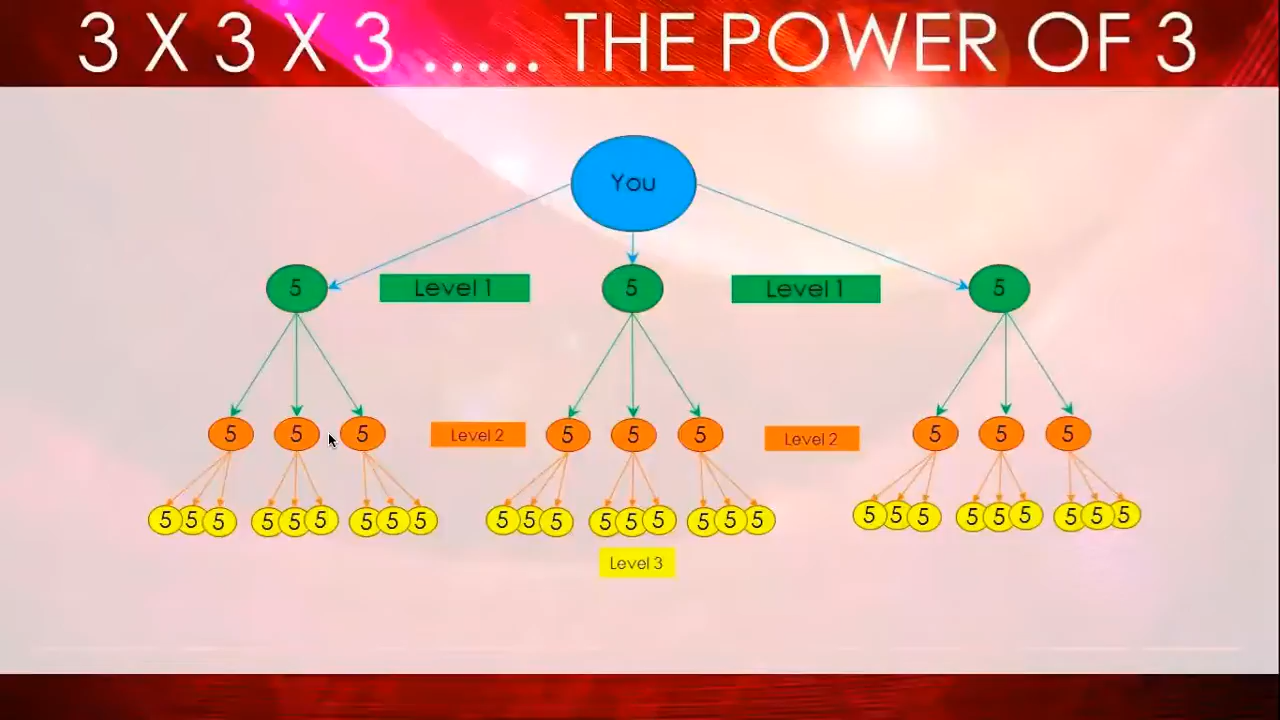 3 X 3 X 3 ..... THE POWER OF 3
You
5 Level 1 5 Level 1 5
5 5 5 Level 2 5 5 5 Level 2 5 5 5
5 5 5 5 5 5 5 5 5 5 5 5 5 5 5 5 5 5 5 5 5 5 5 5 5 5 5
Level 3